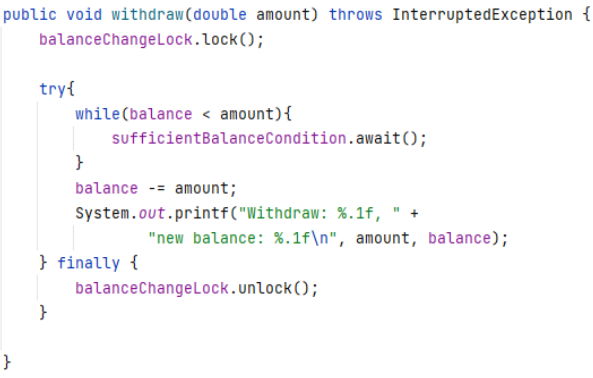 public void withdraw(double amount) throws InterruptedException {
    balanceChangeLock.lock();
    try{
        while(balance < amount){
            sufficientBalanceCondition.await();
        }
        balance -= amount;
        System.out.printf("Withdraw: %.1f, " +
                "new balance: %.1f\n", amount, balance);
    } finally {
        balanceChangeLock.unlock();
    }
}